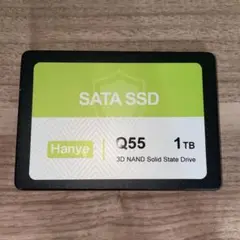 SATA SSD
Hanye Q55 1TB
3D NAND Solid State Drive